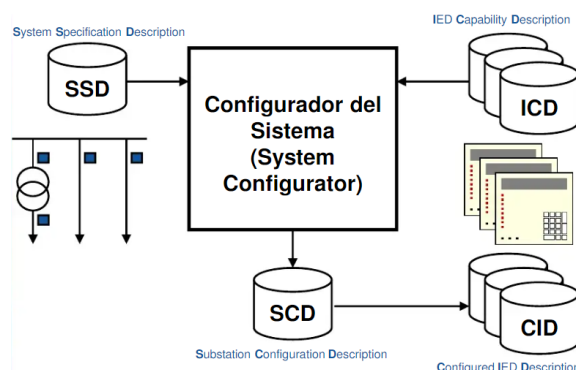 System Specification Description
SSD
IED Capability Description
ICD
Configurador del
Sistema
(System
Configurator)
SCD
Substation Configuration Description
CID
Configured IED Description